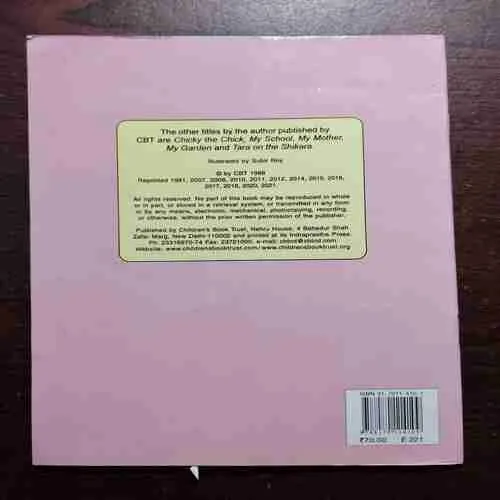 The other titles by the author published by
CBT are Chicky the Chick, My School, My Mother,
My Garden and Tara on the Shikara.
Illustrated by Subir Roy
© by CBT 1989
Reprinted 1991, 2007, 2009, 2010, 2011, 2012, 2014, 2015, 2016,
2017, 2018, 2020, 2021.
All rights reserved. No part of this book may be reproduced in whole
or in part, or stored in a retrieval system, or transmitted in any form
or by any means, electronic, mechanical, photocopying, recording,
or otherwise, without the prior written permission of the publisher.
Published by Children's Book Trust, Nehru House, 4 Bahadur Shah
Zafar Marg, New Delhi-110002 and printed at its Indraprastha Press.
Ph: 23316970-74 Fax: 23721090 e-mail: cbtnd@cbtnd.com
Website: www.childrensbooktrust.com/www.childrensbooktrust.org
ISBN
₹70.00 E 221